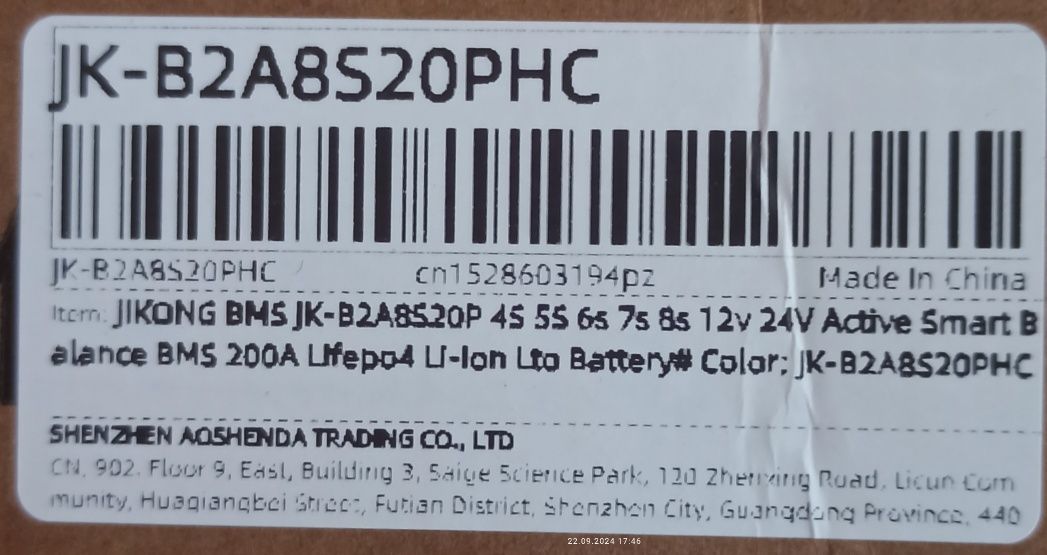 JK-B2A8S20PHC
JK-B2A8S20PHC cn1528603194pz Made In China
Item: JIKONG BMS JK-B2A8S20P 4S 5S 6s 7s 8s 12v 24V Active Smart B
alance BMS 200A Lifepo4 Li-Ion Lto Battery# Color: JK-B2A8S20PHC
SHENZHEN AOSHENDA TRADING CO., LTD
CN, 902. Floor 9, East, Building 3, Saige Science Park, 120 Zhenxing Road, Licun Com
munity, Huaqiangbei Street, Futian District, Shenzhen City, Guangdong Province, 440
22.09.2024 17:46